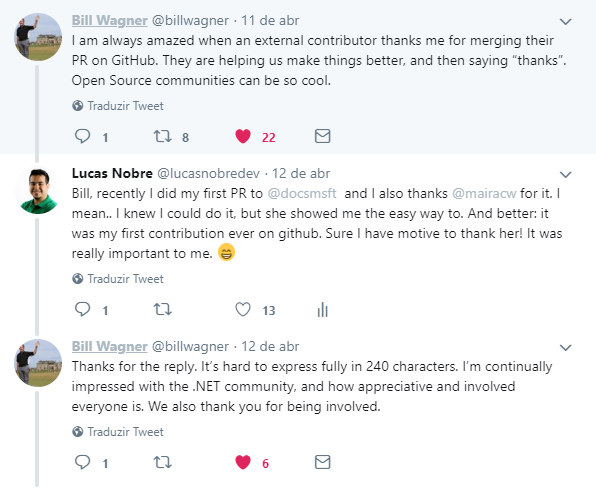 Bill Wagner @billwagner · 11 de abr
I am always amazed when an external contributor thanks me for merging their
PR on GitHub. They are helping us make things better, and then saying “thanks”.
Open Source communities can be so cool.
Traduzir Tweet
1 8 22
Lucas Nobre @lucasnobredev · 12 de abr
Bill, recently I did my first PR to @docsmsft and I also thanks @mairacw for it. I
mean.. I knew I could do it, but she showed me the easy way to. And better: it
was my first contribution ever on github. Sure I have motive to thank her! It was
really important to me. 😄
Traduzir Tweet
1 13
Bill Wagner @billwagner · 12 de abr
Thanks for the reply. It’s hard to express fully in 240 characters. I’m continually
impressed with the .NET community, and how appreciative and involved
everyone is. We also thank you for being involved.
Traduzir Tweet
1 6